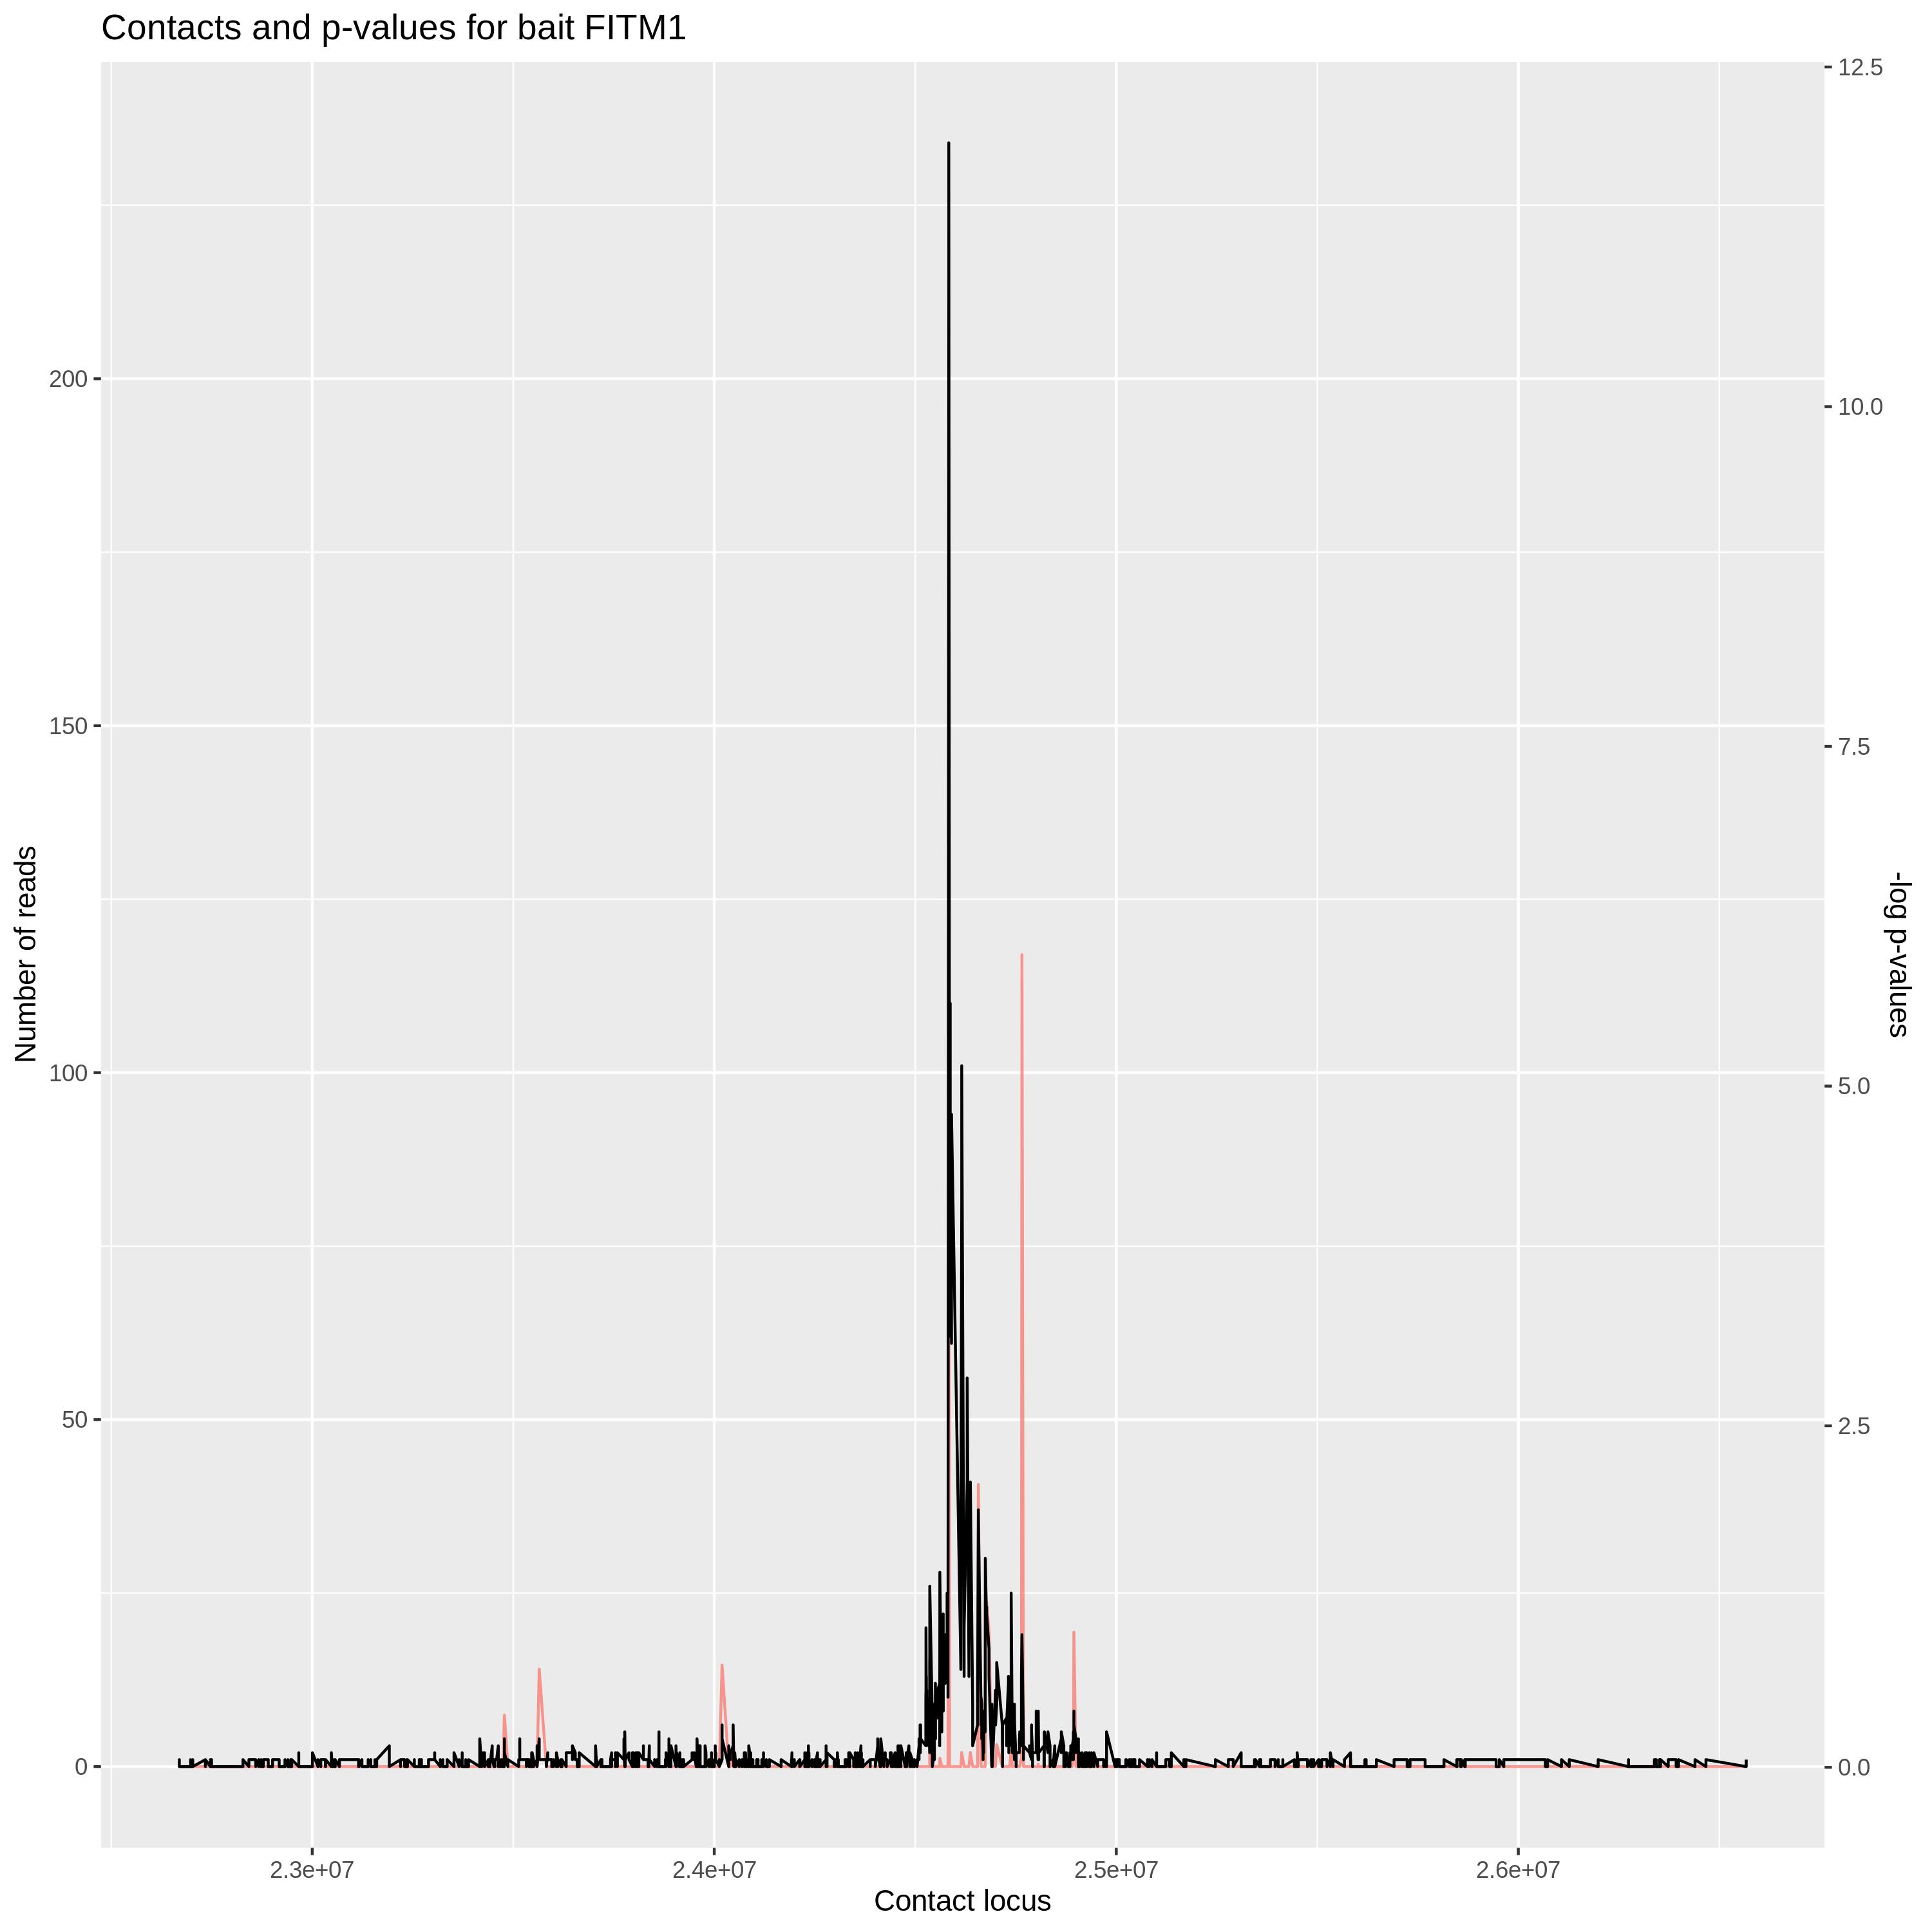 Contacts and p-values for bait FITM1
12.5
200
10.0
150
7.5
Number of reads
-log p-values
100
5.0
50
2.5
0
0.0
2.3e+07
2.4e+07
2.5e+07
2.6e+07
Contact locus